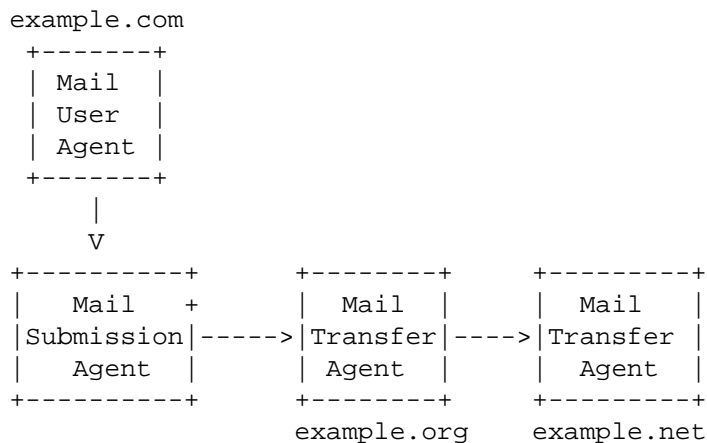 example.com
+-------+
| Mail |
| User |
| Agent |
+-------+
|
V
+----------+ +--------+ +---------+
| Mail + | Mail | | Mail |
|Submission|----->|Transfer|---->|Transfer |
| Agent | | Agent | | Agent |
+----------+ +--------+ +---------+
example.org example.net